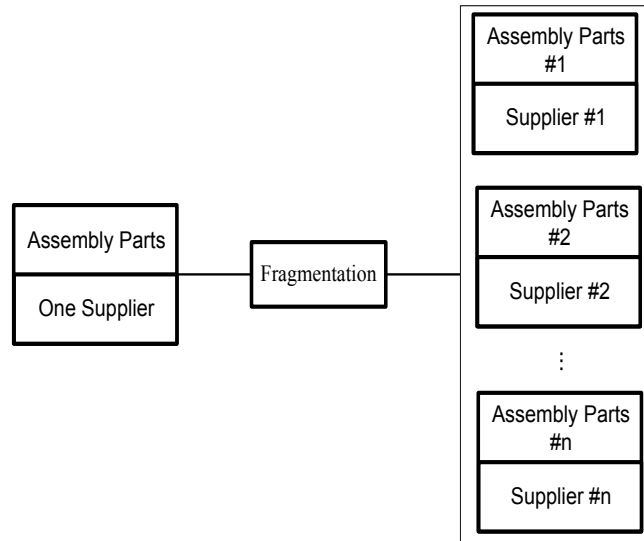 Assembly Parts
One Supplier
Fragmentation
Assembly Parts
#1
Supplier #1
Assembly Parts
#2
Supplier #2
⋮
Assembly Parts
#n
Supplier #n